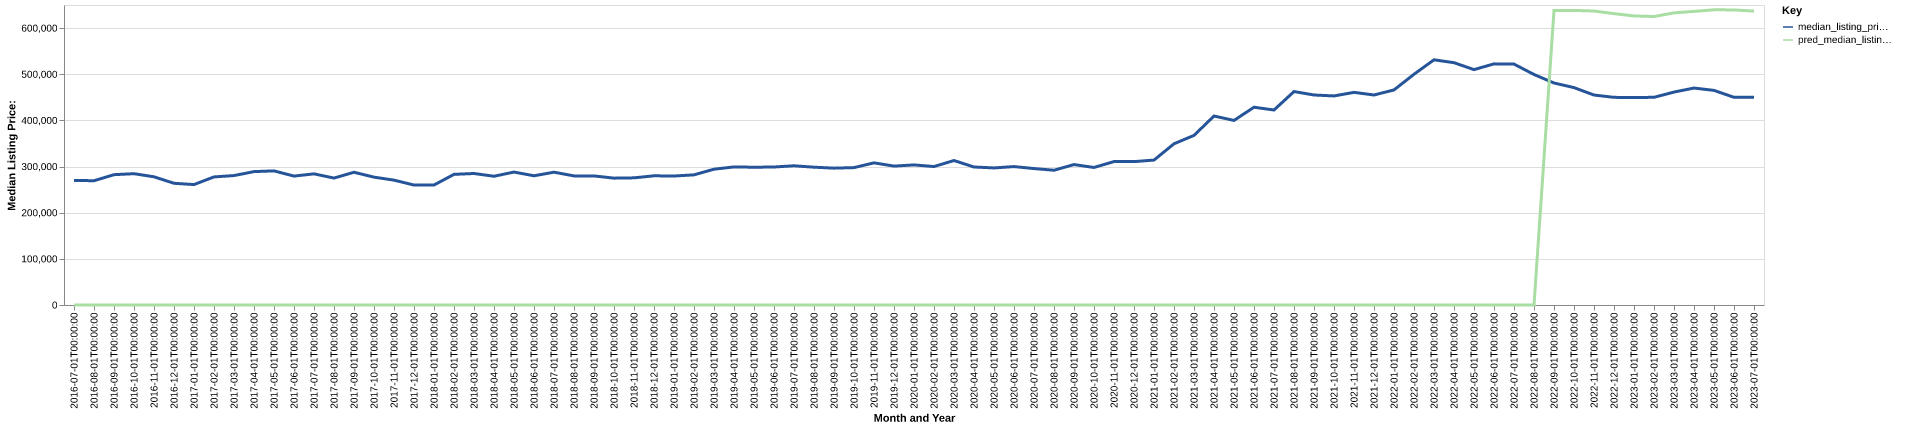 Key
median_listing_pri…
pred_median_listin…
Median Listing Price:
600,000
500,000
400,000
300,000
200,000
100,000
0
2016-07-01T00:00:00
2016-08-01T00:00:00
2016-09-01T00:00:00
2016-10-01T00:00:00
2016-11-01T00:00:00
2016-12-01T00:00:00
2017-01-01T00:00:00
2017-02-01T00:00:00
2017-03-01T00:00:00
2017-04-01T00:00:00
2017-05-01T00:00:00
2017-06-01T00:00:00
2017-07-01T00:00:00
2017-08-01T00:00:00
2017-09-01T00:00:00
2017-10-01T00:00:00
2017-11-01T00:00:00
2017-12-01T00:00:00
2018-01-01T00:00:00
2018-02-01T00:00:00
2018-03-01T00:00:00
2018-04-01T00:00:00
2018-05-01T00:00:00
2018-06-01T00:00:00
2018-07-01T00:00:00
2018-08-01T00:00:00
2018-09-01T00:00:00
2018-10-01T00:00:00
2018-11-01T00:00:00
2018-12-01T00:00:00
2019-01-01T00:00:00
2019-02-01T00:00:00
2019-03-01T00:00:00
2019-04-01T00:00:00
2019-05-01T00:00:00
2019-06-01T00:00:00
2019-07-01T00:00:00
2019-08-01T00:00:00
2019-09-01T00:00:00
2019-10-01T00:00:00
2019-11-01T00:00:00
2019-12-01T00:00:00
2020-01-01T00:00:00
2020-02-01T00:00:00
2020-03-01T00:00:00
2020-04-01T00:00:00
2020-05-01T00:00:00
2020-06-01T00:00:00
2020-07-01T00:00:00
2020-08-01T00:00:00
2020-09-01T00:00:00
2020-10-01T00:00:00
2020-11-01T00:00:00
2020-12-01T00:00:00
2021-01-01T00:00:00
2021-02-01T00:00:00
2021-03-01T00:00:00
2021-04-01T00:00:00
2021-05-01T00:00:00
2021-06-01T00:00:00
2021-07-01T00:00:00
2021-08-01T00:00:00
2021-09-01T00:00:00
2021-10-01T00:00:00
2021-11-01T00:00:00
2021-12-01T00:00:00
2022-01-01T00:00:00
2022-02-01T00:00:00
2022-03-01T00:00:00
2022-04-01T00:00:00
2022-05-01T00:00:00
2022-06-01T00:00:00
2022-07-01T00:00:00
2022-08-01T00:00:00
2022-09-01T00:00:00
2022-10-01T00:00:00
2022-11-01T00:00:00
2022-12-01T00:00:00
2023-01-01T00:00:00
2023-02-01T00:00:00
2023-03-01T00:00:00
2023-04-01T00:00:00
2023-05-01T00:00:00
2023-06-01T00:00:00
2023-07-01T00:00:00
Month and Year